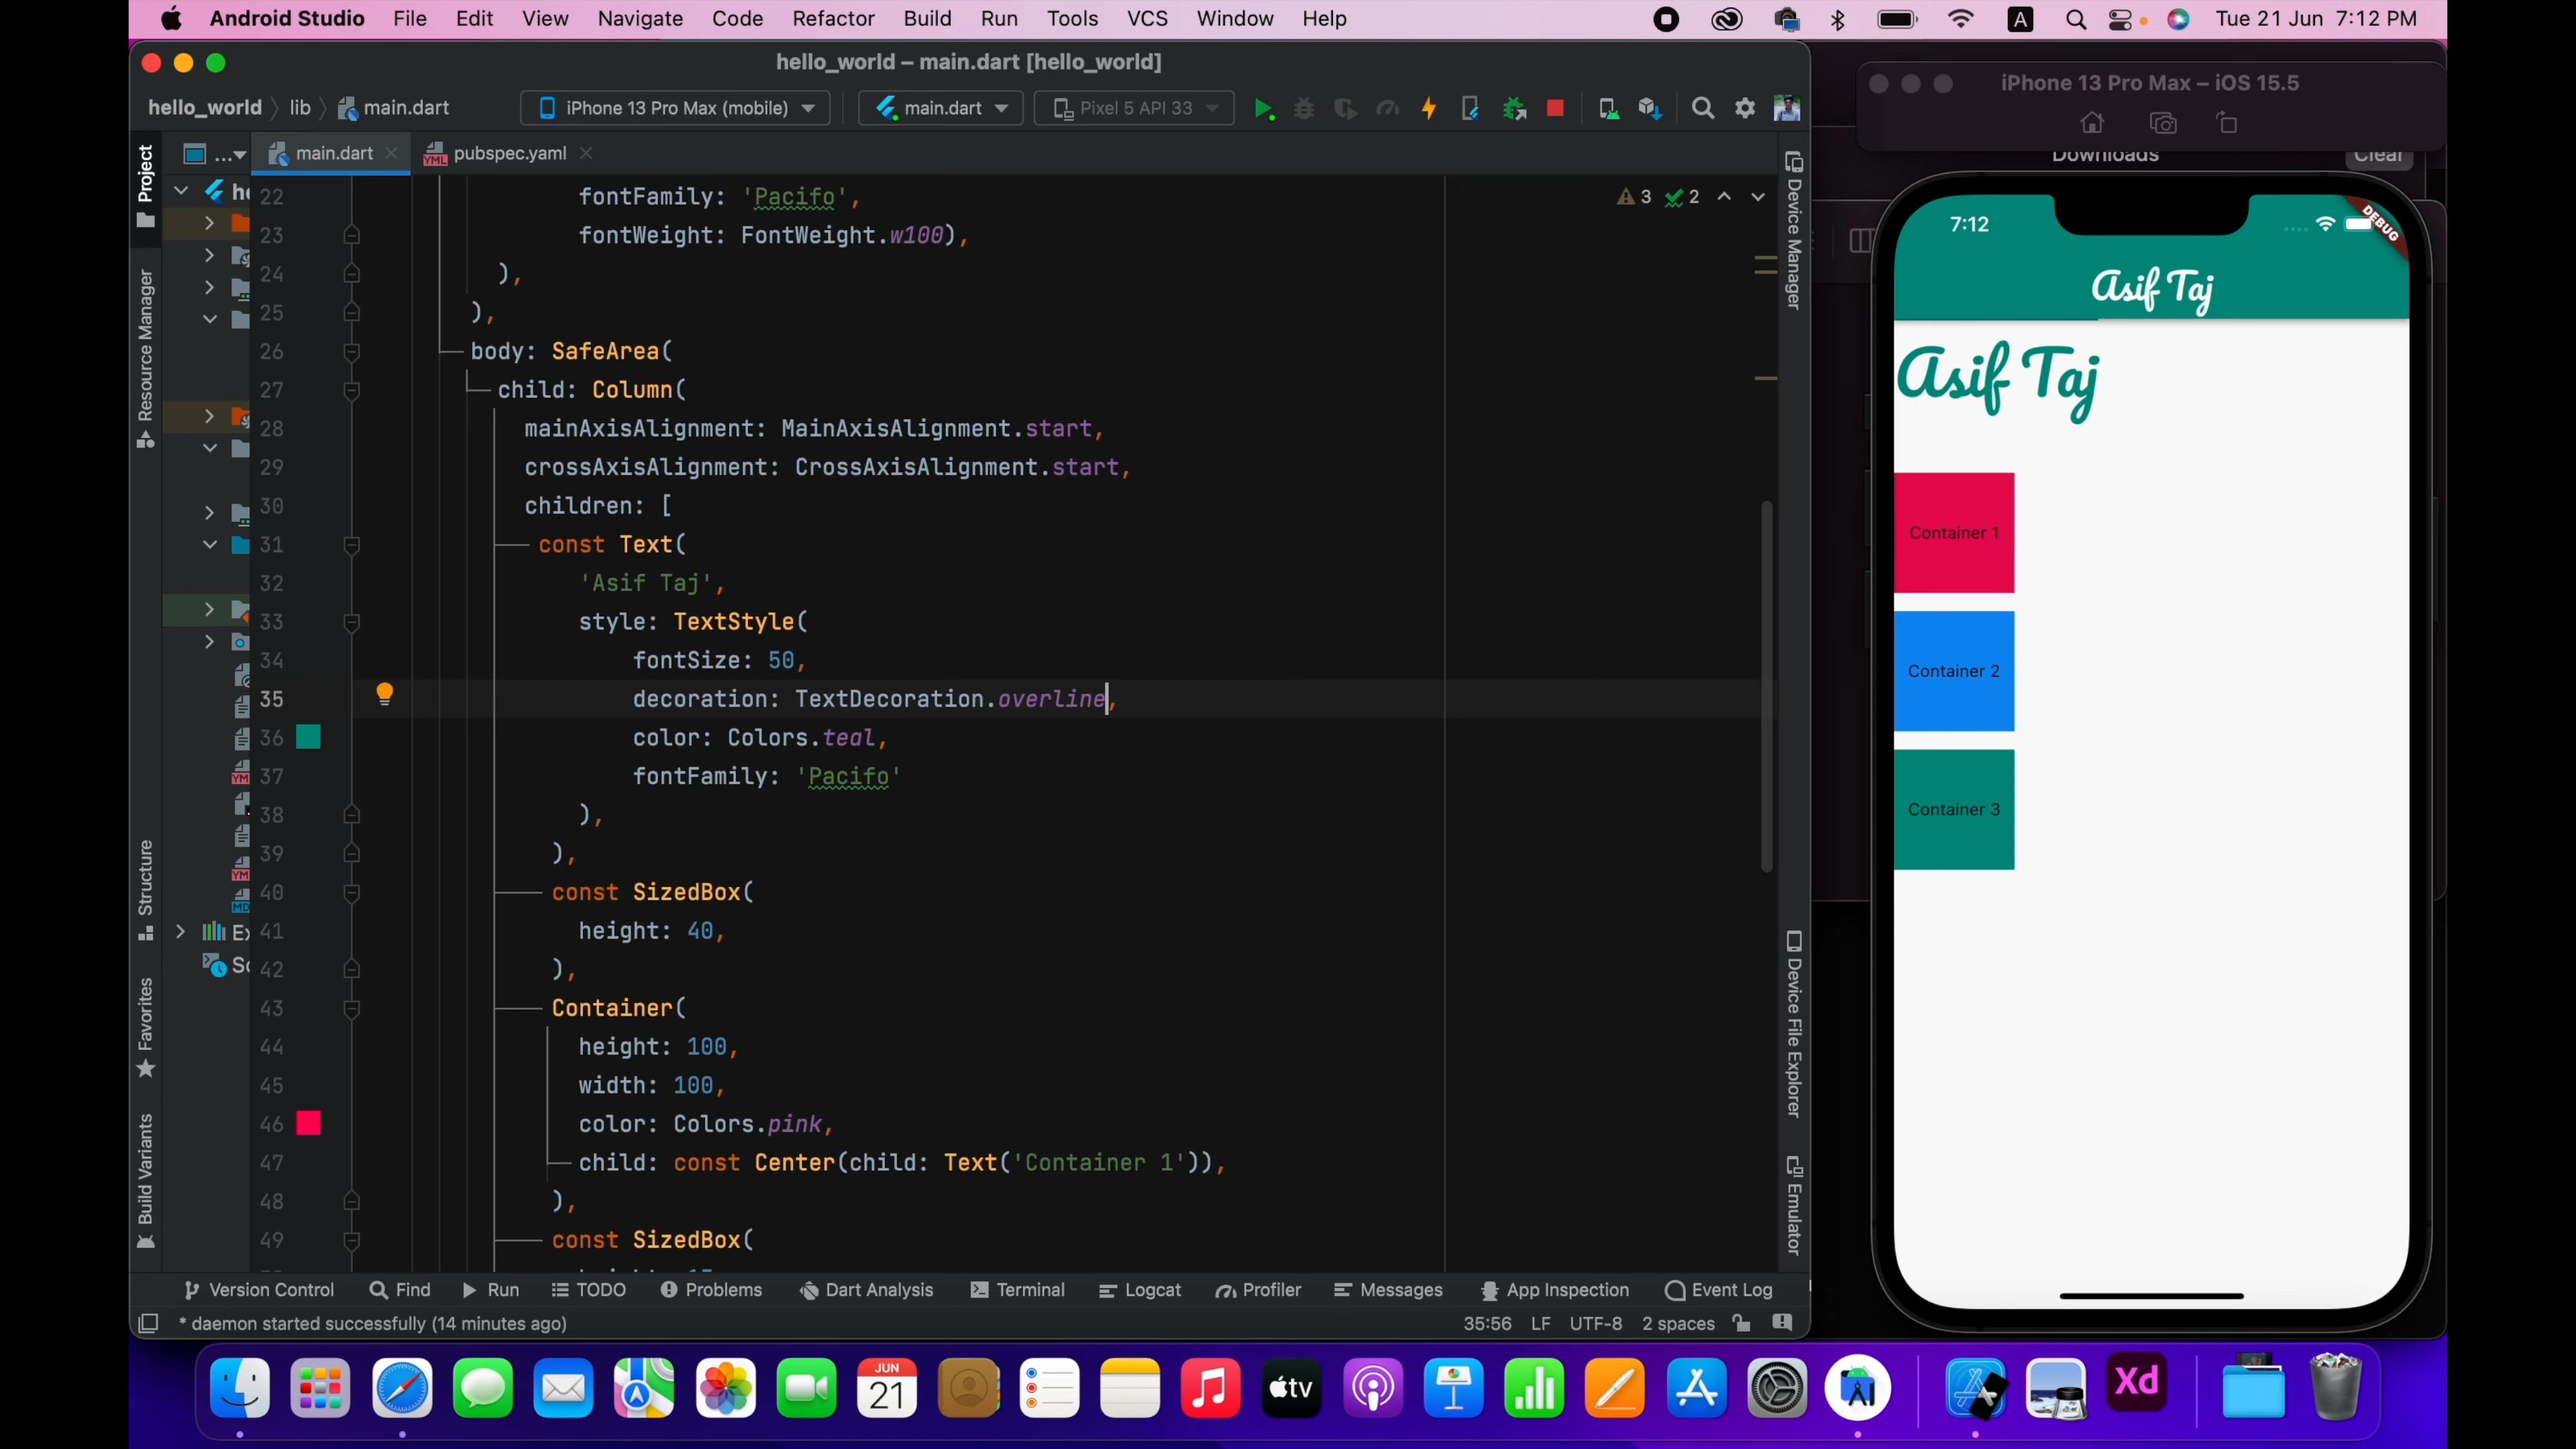 Android Studio File Edit View Navigate Code Refactor Build Run Tools VCS Window Help
A
Tue 21 Jun 7:12 PM
hello_world – main.dart [hello_world]
hello_world lib main.dart
iPhone 13 Pro Max (mobile)
main.dart
Pixel 5 API 33
Project
main.dart
pubspec.yaml
22 fontFamily: 'Pacifo',
23 fontWeight: FontWeight.w100),
24 ),
25 ),
26 body: SafeArea(
27 child: Column(
28 mainAxisAlignment: MainAxisAlignment.start,
29 crossAxisAlignment: CrossAxisAlignment.start,
30 children: [
31 const Text(
32 'Asif Taj',
33 style: TextStyle(
34 fontSize: 50,
35 decoration: TextDecoration.overline,
36 color: Colors.teal,
37 fontFamily: 'Pacifo'
38 ),
39 ),
40 const SizedBox(
41 height: 40,
42 ),
43 Container(
44 height: 100,
45 width: 100,
46 color: Colors.pink,
47 child: const Center(child: Text('Container 1')),
48 ),
49 const SizedBox(
3 2
Resource Manager
Structure
Favorites
Build Variants
Device Manager
Device File Explorer
Emulator
Version Control Find Run TODO Problems Dart Analysis Terminal Logcat Profiler Messages App Inspection Event Log
* daemon started successfully (14 minutes ago)
35:56 LF UTF-8 2 spaces
iPhone 13 Pro Max – iOS 15.5
Downloads Clear
7:12
DEBUG
Asif Taj
Asif Taj
Container 1
Container 2
Container 3
JUN
21
tv
Xd